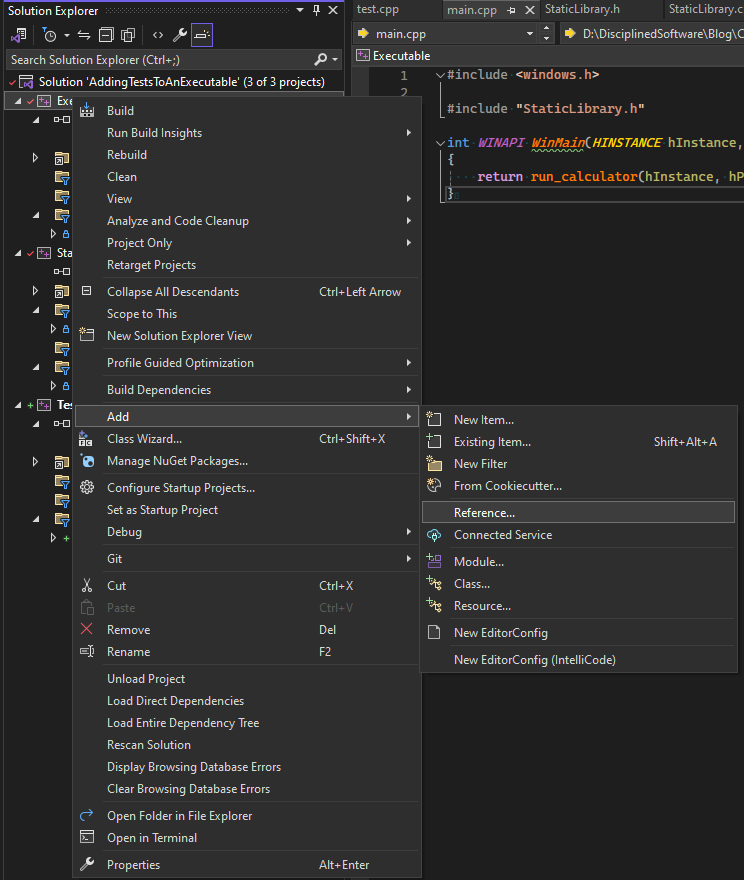 Solution Explorer
Search Solution Explorer (Ctrl+;)
Solution 'AddingTestsToAnExecutable' (3 of 3 projects)
Exe
Sta
Tes
Build
Run Build Insights
Rebuild
Clean
View
Analyze and Code Cleanup
Project Only
Retarget Projects
Collapse All Descendants Ctrl+Left Arrow
Scope to This
New Solution Explorer View
Profile Guided Optimization
Build Dependencies
Add
Class Wizard... Ctrl+Shift+X
Manage NuGet Packages...
Configure Startup Projects...
Set as Startup Project
Debug
Git
Cut Ctrl+X
Paste Ctrl+V
Remove Del
Rename F2
Unload Project
Load Direct Dependencies
Load Entire Dependency Tree
Rescan Solution
Display Browsing Database Errors
Clear Browsing Database Errors
Open Folder in File Explorer
Open in Terminal
Properties Alt+Enter
New Item...
Existing Item... Shift+Alt+A
New Filter
From Cookiecutter...
Reference...
Connected Service
Module...
Class...
Resource...
New EditorConfig
New EditorConfig (IntelliCode)
test.cpp main.cpp StaticLibrary.h StaticLibrary.c
main.cpp D:\DisciplinedSoftware\Blog\C
Executable
1 #include <windows.h>
2
#include "StaticLibrary.h"
int WINAPI WinMain(HINSTANCE hInstance,
{
return run_calculator(hInstance, hP
}